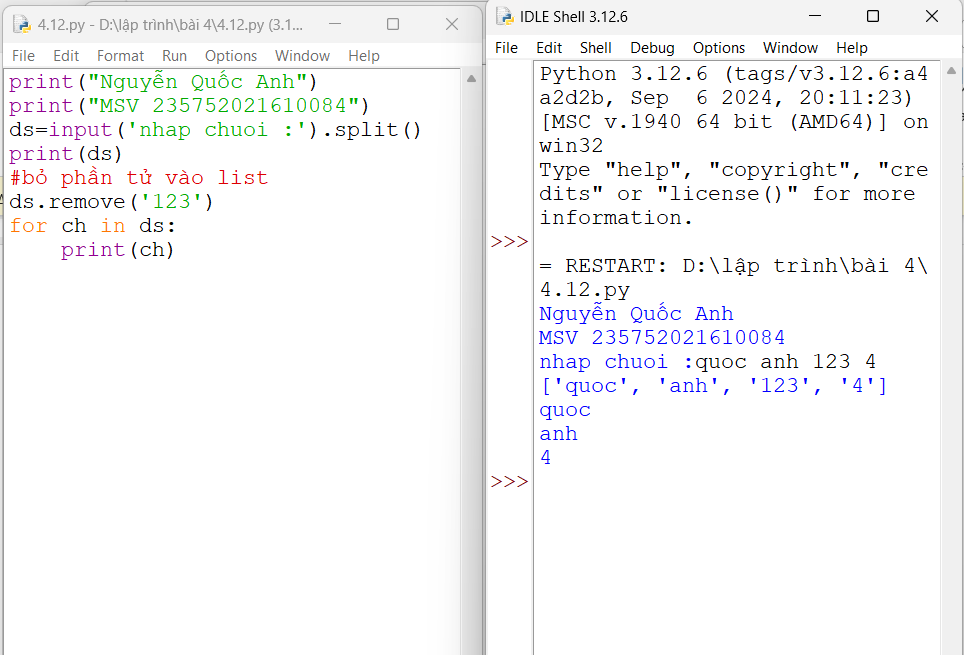 4.12.py - D:\lập trình\bài 4\4.12.py (3.1...
File Edit Format Run Options Window Help
print("Nguyễn Quốc Anh")
print("MSV 235752021610084")
ds=input('nhap chuoi :').split()
print(ds)
#bỏ phần tử vào list
ds.remove('123')
for ch in ds:
    print(ch)
IDLE Shell 3.12.6
File Edit Shell Debug Options Window Help
Python 3.12.6 (tags/v3.12.6:a4
a2d2b, Sep  6 2024, 20:11:23)
[MSC v.1940 64 bit (AMD64)] on
win32
Type "help", "copyright", "cre
dits" or "license()" for more
information.
>>>
= RESTART: D:\lập trình\bài 4\
4.12.py
Nguyễn Quốc Anh
MSV 235752021610084
nhap chuoi :quoc anh 123 4
['quoc', 'anh', '123', '4']
quoc
anh
4
>>>